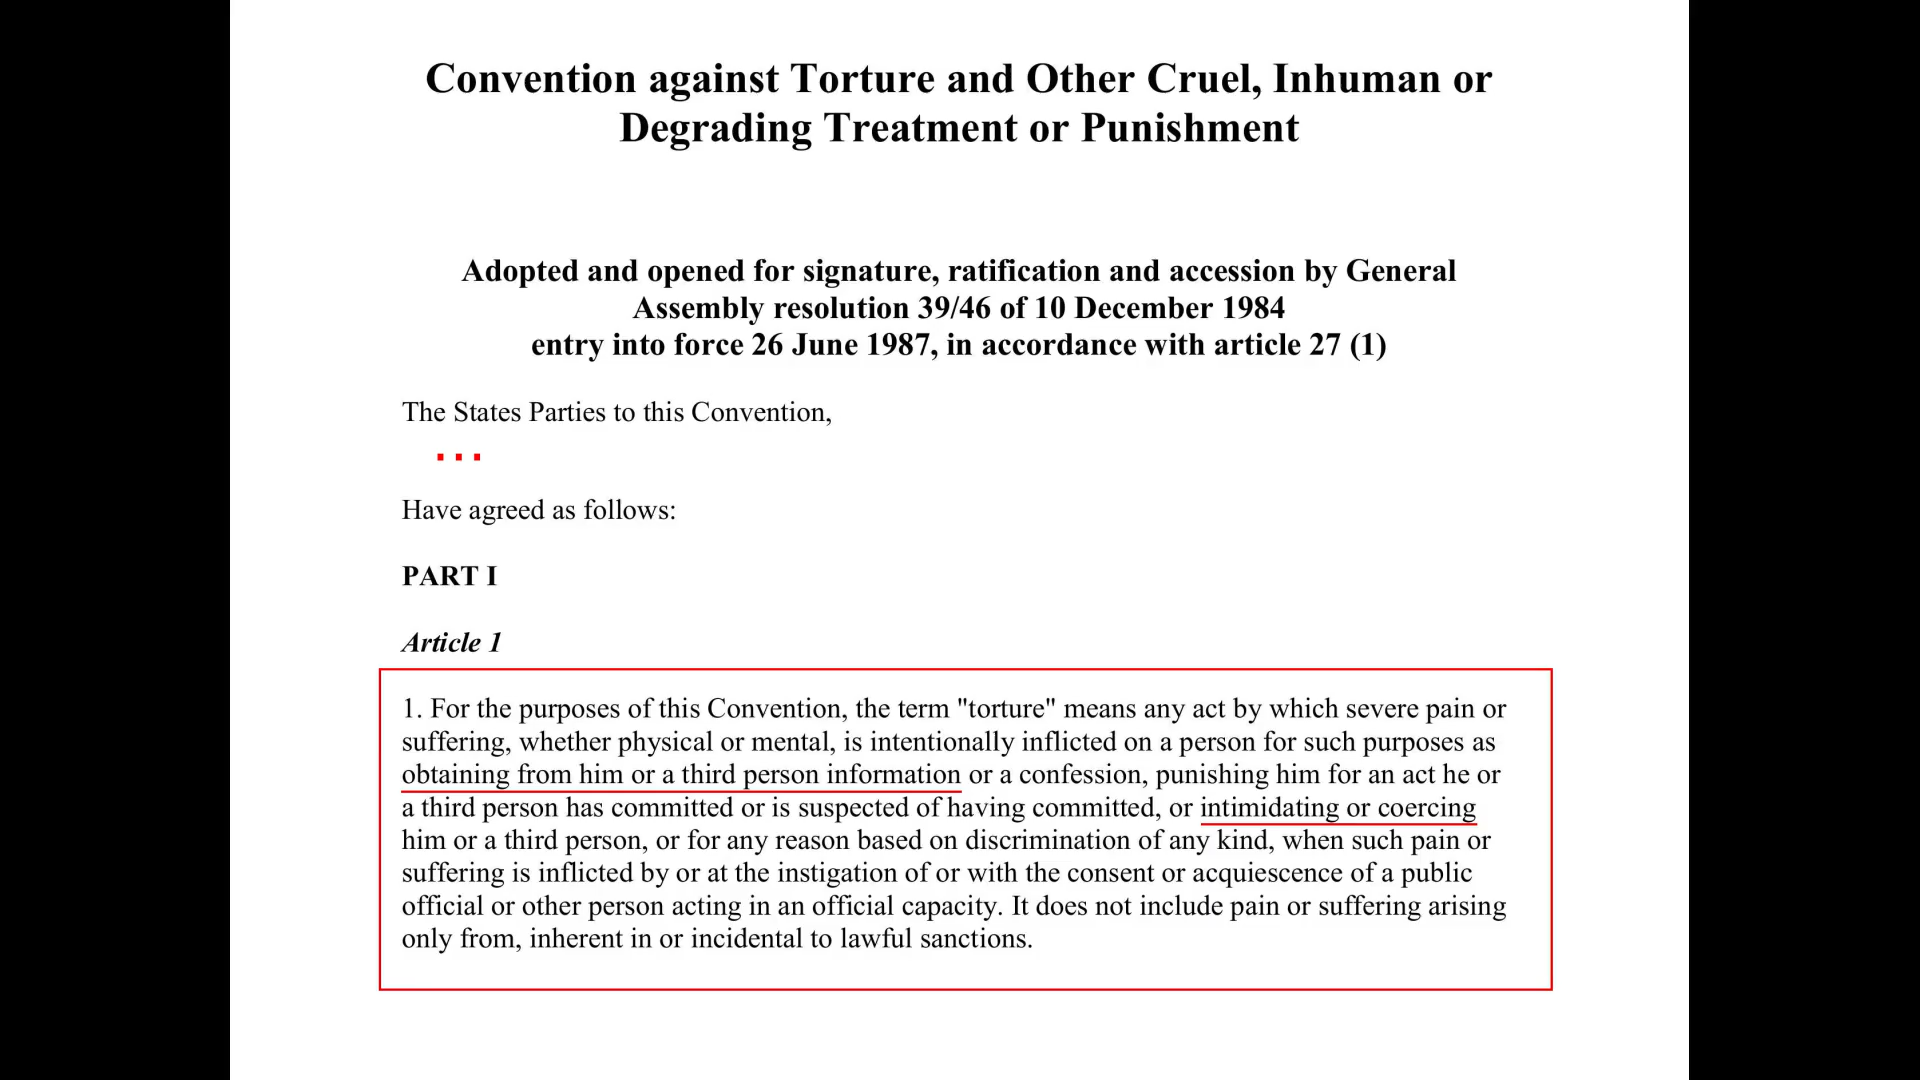 Convention against Torture and Other Cruel, Inhuman or
Degrading Treatment or Punishment
Adopted and opened for signature, ratification and accession by General
Assembly resolution 39/46 of 10 December 1984
entry into force 26 June 1987, in accordance with article 27 (1)
The States Parties to this Convention,
...
Have agreed as follows:
PART I
Article 1
1. For the purposes of this Convention, the term "torture" means any act by which severe pain or
suffering, whether physical or mental, is intentionally inflicted on a person for such purposes as
obtaining from him or a third person information or a confession, punishing him for an act he or
a third person has committed or is suspected of having committed, or intimidating or coercing
him or a third person, or for any reason based on discrimination of any kind, when such pain or
suffering is inflicted by or at the instigation of or with the consent or acquiescence of a public
official or other person acting in an official capacity. It does not include pain or suffering arising
only from, inherent in or incidental to lawful sanctions.